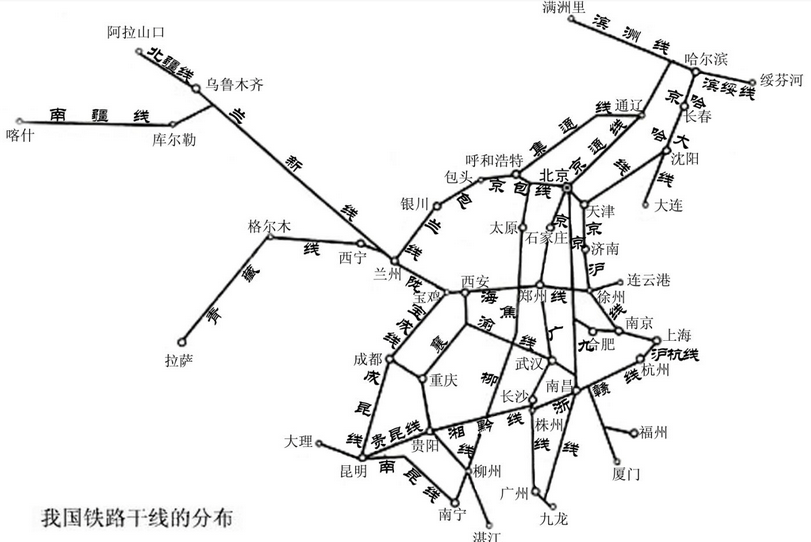 满洲里
滨洲线
哈尔滨
滨绥线
绥芬河
阿拉山口
北疆线
乌鲁木齐
喀什
南疆线
库尔勒
兰新线
通辽
集通线
京通线
京哈线
长春
哈大线
沈阳
大连
呼和浩特
包头
京包线
北京
天津
银川
包兰线
太原
石家庄
济南
京沪线
格尔木
西宁
兰州
青藏线
拉萨
陇海线
宝鸡
西安
郑州
徐州
连云港
宝成线
焦柳线
京广线
京九线
合肥
南京
上海
沪杭线
杭州
成都
襄渝线
重庆
武汉
南昌
浙赣线
长沙
株州
成昆线
贵昆线
贵阳
湘黔线
福州
厦门
大理
昆明
南昆线
柳州
南宁
湛江
广州
九龙
我国铁路干线的分布